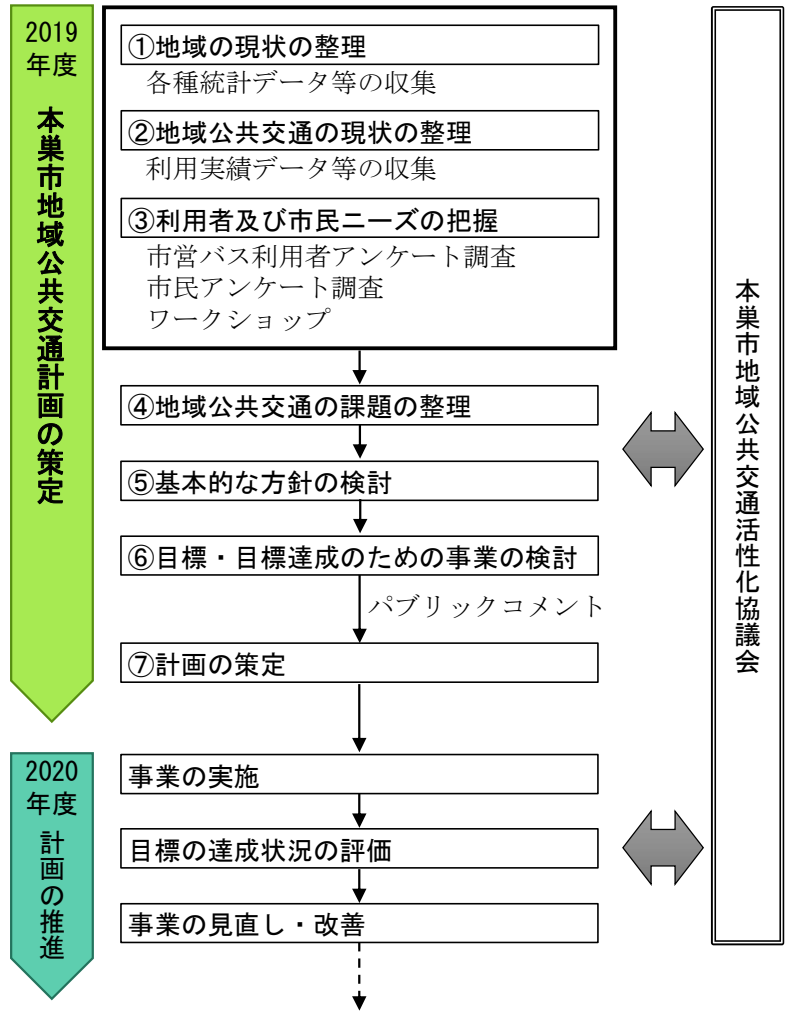 2019
年度
本巣市地域公共交通計画の策定
①地域の現状の整理
各種統計データ等の収集
②地域公共交通の現状の整理
利用実績データ等の収集
③利用者及び市民ニーズの把握
市営バス利用者アンケート調査
市民アンケート調査
ワークショップ
④地域公共交通の課題の整理
⑤基本的な方針の検討
⑥目標・目標達成のための事業の検討
パブリックコメント
⑦計画の策定
2020
年度
計画の推進
事業の実施
目標の達成状況の評価
事業の見直し・改善
本巣市地域公共交通活性化協議会